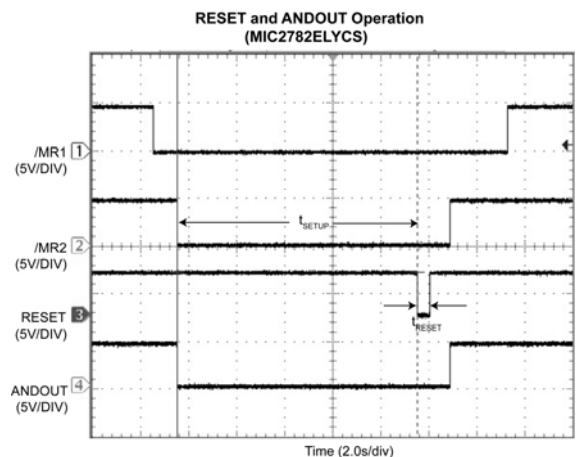 RESET and ANDOUT Operation
(MIC2782ELYCS)
/MR1
(5V/DIV)
1
tSETUP
/MR2
(5V/DIV)
2
RESET
(5V/DIV)
3
tRESET
ANDOUT
(5V/DIV)
4
Time (2.0s/div)